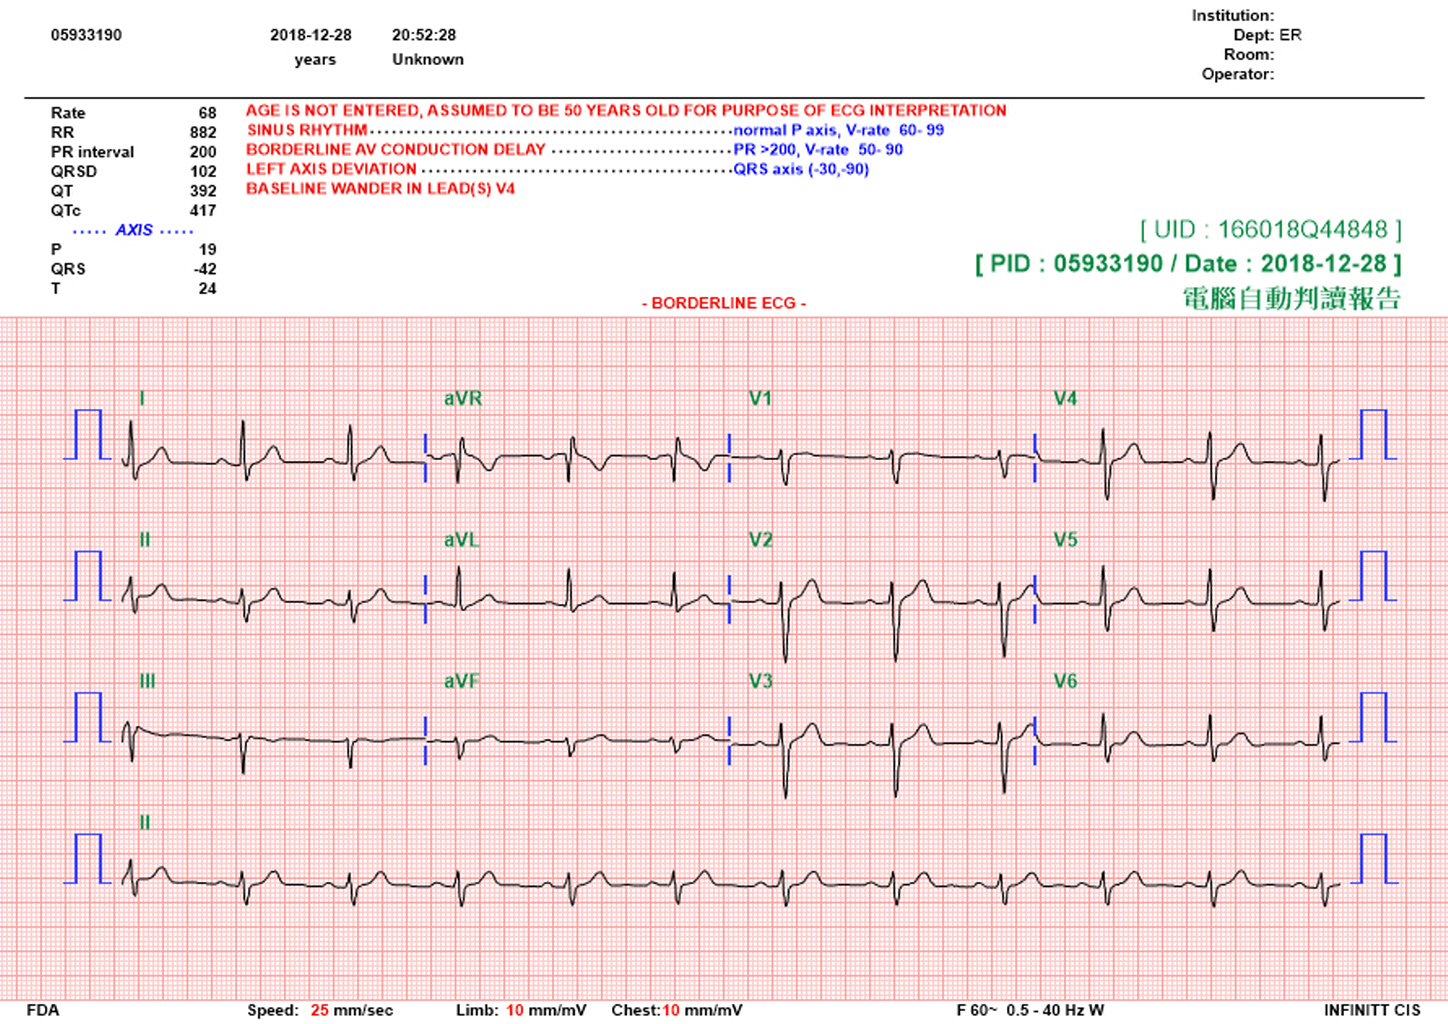 05933190 2018-12-28 20:52:28
years Unknown
Institution:
Dept: ER
Room:
Operator:
Rate 68
RR 882
PR interval 200
QRSD 102
QT 392
QTc 417
····· AXIS ·····
P 19
QRS -42
T 24
AGE IS NOT ENTERED, ASSUMED TO BE 50 YEARS OLD FOR PURPOSE OF ECG INTERPRETATION
SINUS RHYTHM··················································normal P axis, V-rate 60- 99
BORDERLINE AV CONDUCTION DELAY ·························PR >200, V-rate 50- 90
LEFT AXIS DEVIATION ···········································QRS axis (-30,-90)
BASELINE WANDER IN LEAD(S) V4
[ UID : 166018Q44848 ]
[ PID : 05933190 / Date : 2018-12-28 ]
電腦自動判讀報告
- BORDERLINE ECG -
I aVR V1 V4
II aVL V2 V5
III aVF V3 V6
II
FDA Speed: 25 mm/sec Limb: 10 mm/mV Chest:10 mm/mV F 60~ 0.5 - 40 Hz W INFINITT CIS